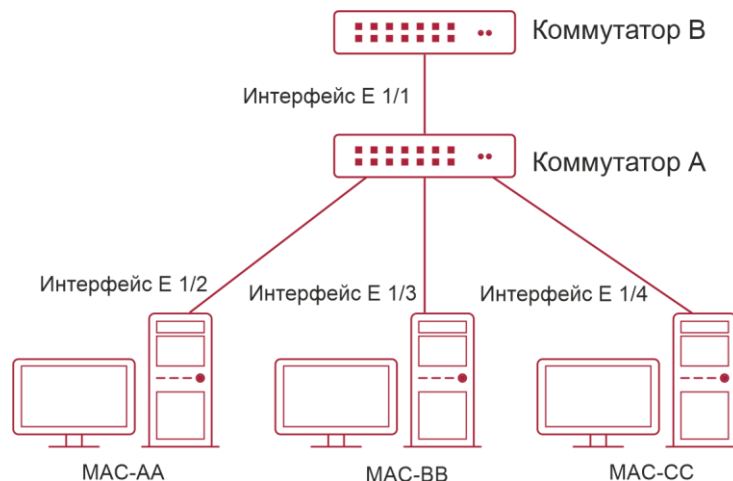 Коммутатор B
Интерфейс E 1/1
Коммутатор A
Интерфейс E 1/2
Интерфейс E 1/3
Интерфейс E 1/4
MAC-AA
MAC-BB
MAC-CC